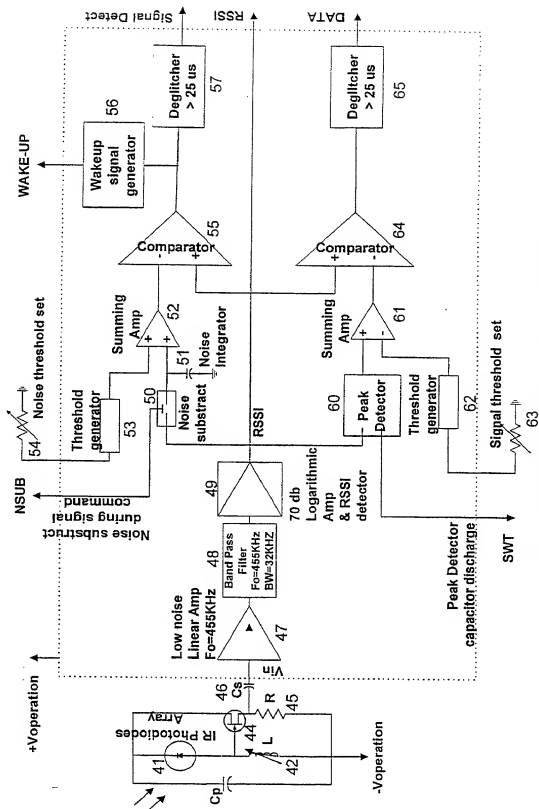 Signal Detect
RSSI
DATA
57
Deglitcher
> 25 us
Deglitcher
> 25 us
65
WAKE-UP
56
Wakeup
signal
generator
Comparator
-
+
55
Comparator
+
-
64
Noise threshold set
54
Threshold
generator
53
Summing
Amp
+
+
52
51
Noise
Integrator
50
Noise
substract
NSUB
Noise substract
during signal
command
RSSI
Summing
Amp
+
-
61
60
Peak
Detector
Threshold
generator
62
Signal threshold set
63
49
70 db
Logarithmic
Amp
& RSSI
detector
48
Band Pass
Filter
Fo=455KHz
BW=32KHZ
Peak Detector
capacitor discharge
SWT
Low noise
Linear Amp
Fo=455KHz
47
Vin
+Voperation
46
Cs
R
45
44
IR Photodiodes
Array
41
L
42
Cp
-Voperation